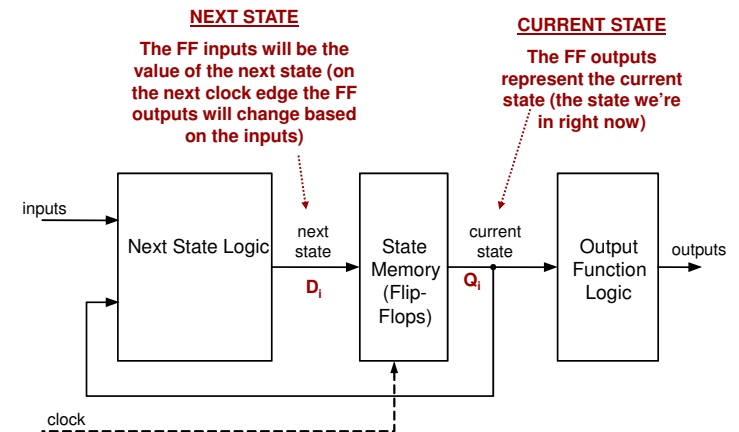 NEXT STATE
The FF inputs will be the
value of the next state (on
the next clock edge the FF
outputs will change based
on the inputs)
CURRENT STATE
The FF outputs
represent the current
state (the state we're
in right now)
inputs
Next State Logic
next
state
Di
State
Memory
(Flip-
Flops)
current
state
Qi
Output
Function
Logic
outputs
clock